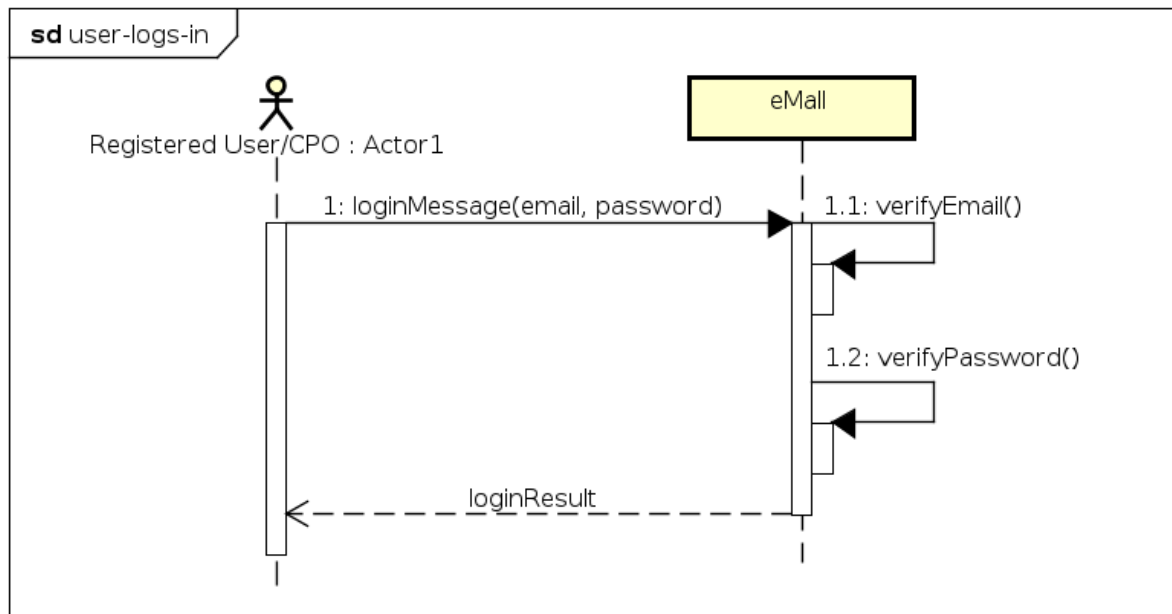 sd user-logs-in
eMall
Registered User/CPO : Actor1
1: loginMessage(email, password)
1.1: verifyEmail()
1.2: verifyPassword()
loginResult